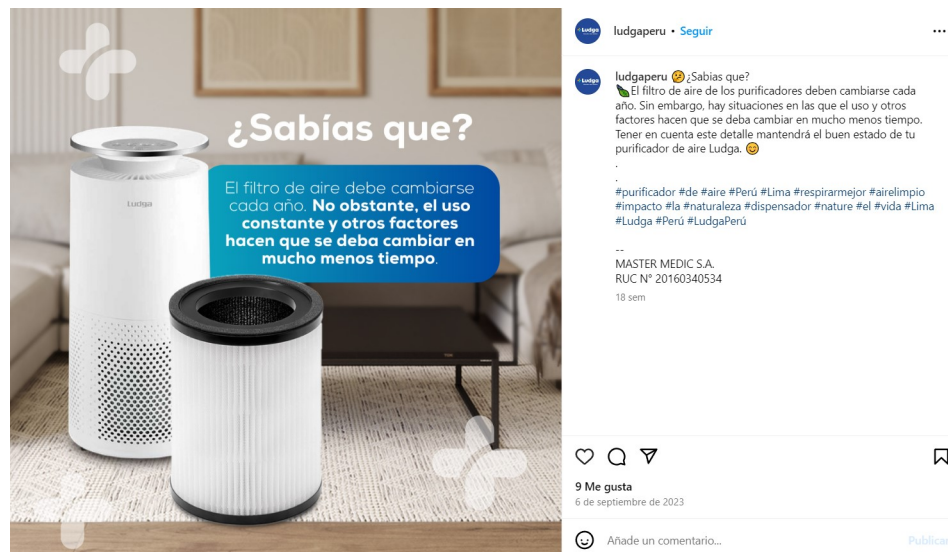 ¿Sabías que?
El filtro de aire debe cambiarse
cada año. No obstante, el uso
constante y otros factores
hacen que se deba cambiar en
mucho menos tiempo.
Ludga
Ludga
ludgaperu • Seguir
Ludga
ludgaperu 🤔¿Sabias que?
El filtro de aire de los purificadores deben cambiarse cada
año. Sin embargo, hay situaciones en las que el uso y otros
factores hacen que se deba cambiar en mucho menos tiempo.
Tener en cuenta este detalle mantendrá el buen estado de tu
purificador de aire Ludga. 😊
.
.
#purificador #de #aire #Perú #Lima #respirarmejor #airelimpio
#impacto #la #naturaleza #dispensador #nature #el #vida #Lima
#Ludga #Perú #LudgaPerú
--
MASTER MEDIC S.A.
RUC N° 20160340534
18 sem
9 Me gusta
6 de septiembre de 2023
Añade un comentario...
Publicar